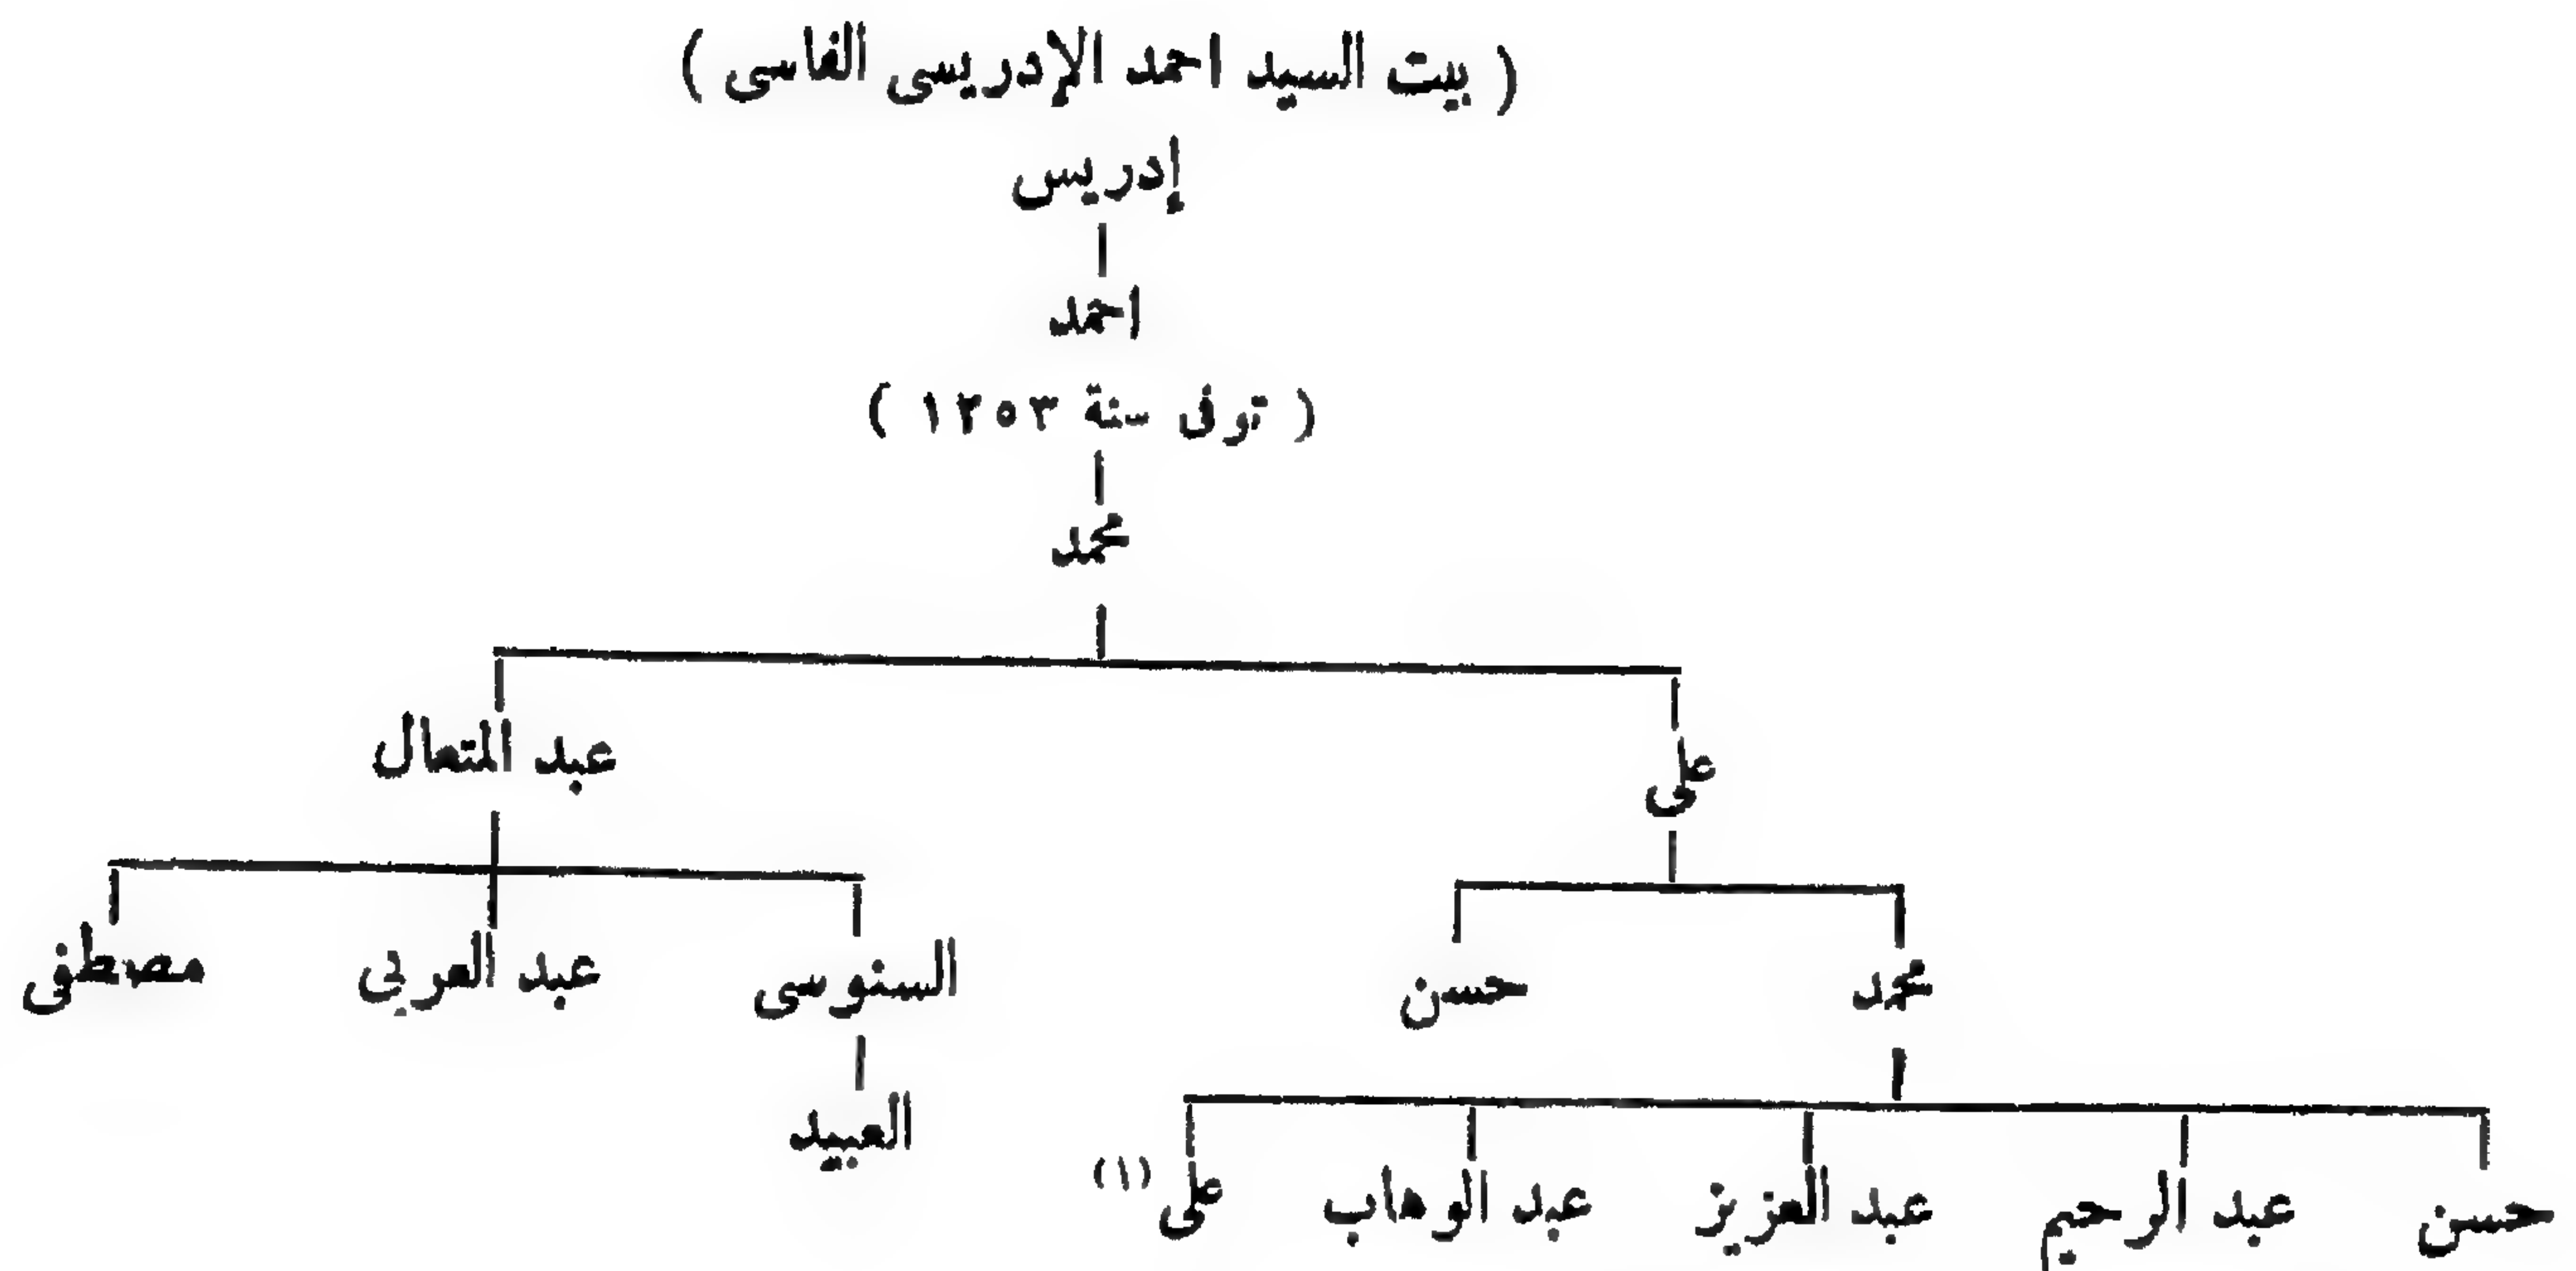 ( بيت السيد احمد الإدريسى الفاسى )
إدريس
احمد
( توفى سنة ١٢٥٣ )
محمد
على عبد المتعال
محمد حسن السنوسى عبد العربى مصطفى
العبيد
حسن عبد الرحيم عبد العزيز عبد الوهاب على (١)